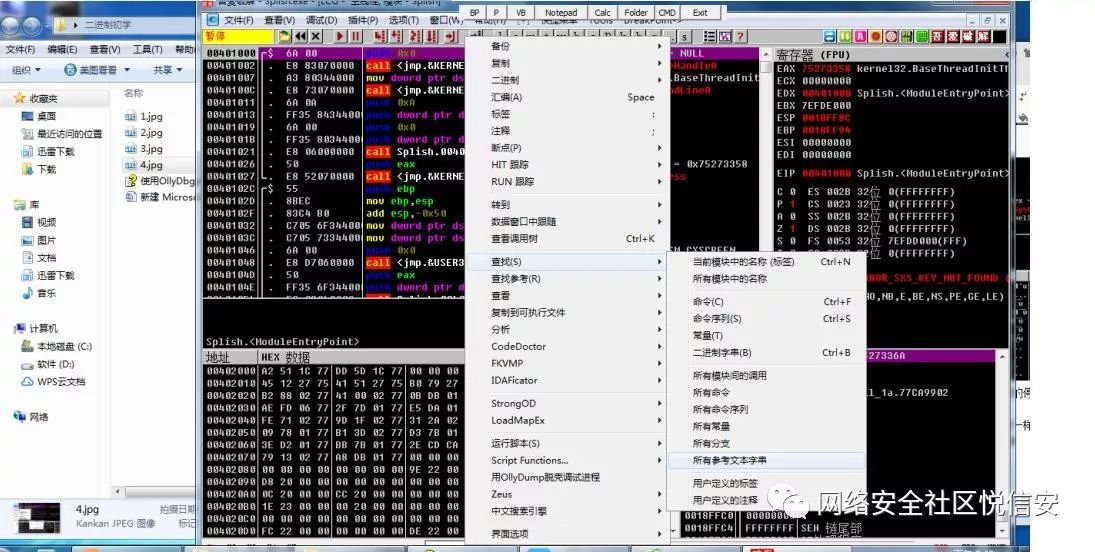 二进制初学
文件(F) 编辑(E) 查看(V) 工具(T) 帮助
组织 美图看看 共享
收藏夹
桌面
最近访问的位置
迅雷下载
下载
库
视频
图片
文档
迅雷下载
音乐
计算机
本地磁盘 (C:)
软件 (D:)
WPS云文档
网络
名称
1.jpg
2.jpg
3.jpg
4.jpg
使用OllyDbg
新建 Microso
4.jpg 拍摄日期
Kankan JPEG 图像 标记
BP P VB Notepad Calc Folder CMD Exit
文件(F) 查看(V) 调试(D) 插件(P) 选项(T) 窗口(W)
暂停
00401000 6A 00 push 0x0
00401002 E8 83070000 call <jmp.&KERNE
00401007 A3 80344000 mov dword ptr ds
0040100C E8 73070000 call <jmp.&KERNE
00401011 6A 0A push 0xA
00401013 FF35 84344000 push dword ptr d
00401019 6A 00 push 0x0
0040101B FF35 80344000 push dword ptr d
00401021 E8 06000000 call Splish.0040
00401026 50 push eax
00401027 E8 52070000 call <jmp.&KERNE
0040102C 55 push ebp
0040102D 8BEC mov ebp,esp
0040102F 83C4 B0 add esp,-0x50
00401032 C705 6F344000 mov dword ptr ds
0040103C C705 73344000 mov dword ptr ds
00401046 6A 00 push 0x0
00401048 E8 D7060000 call <jmp.&USER3
0040104D 50 push eax
0040104E FF35 6F344000 push dword ptr d
Splish.<ModuleEntryPoint>
地址 HEX 数据
00402000 A2 51 1C 77 DD 5D 1C 77 00 00 00
00402010 45 12 27 75 41 51 27 75 B0 79 27
00402020 B2 88 02 77 41 00 02 77 0B DB 01
00402030 AE FD 06 77 2F 7D 01 77 E5 DA 01
00402040 FE 71 02 77 9D 1F 02 77 31 2A 02
00402050 09 78 01 77 B1 3D 02 77 D3 7B 01
00402060 3E D2 01 77 BB 7B 01 77 2E CD CA
00402070 79 13 02 77 A8 DB 01 77 00 00 00
00402080 00 00 00 00 00 00 00 00 9E 22 00
00402090 D8 20 00 00 00 00 00 00 00 00 00
004020A0 0C 20 00 00 CC 20 00 00 00 00 00
004020B0 1E 23 00 00 20 20 00 00 00 00 00
004020C0 00 00 00 00 00 00 00 00 00 00 00
004020D0 FC 22 00 00 00 00 00 00 DE 22 00
备份
复制
二进制
汇编(A) Space
标签 :
注释 ;
断点(P)
HIT 跟踪
RUN 跟踪
转到
数据窗口中跟随
查看调用树 Ctrl+K
查找(S)
查找参考(R)
查看
复制到可执行文件
分析
CodeDoctor
FKVMP
IDAFicator
StrongOD
LoadMapEx
运行脚本(S)
Script Functions...
用OllyDump脱壳调试进程
Zeus
中文搜索引擎
界面选项
当前模块中的名称 (标签) Ctrl+N
所有模块中的名称
命令(C) Ctrl+F
命令序列(S) Ctrl+S
常量(T)
二进制字串(B) Ctrl+B
所有模块间的调用
所有命令
所有命令序列
所有常量
所有分支
所有参考文本字串
用户定义的标签
用户定义的注释
= NULL
= 0x75273358
寄存器 (FPU)
EAX 75273358 kernel32.BaseThreadInitTh
ECX 00000000
EDX 00401000 Splish.<ModuleEntryPoint>
EBX 7EFDE000
ESP 0018FF8C
EBP 0018FF94
ESI 00000000
EDI 00000000
EIP 00401000 Splish.<ModuleEntryPoint>
C 0 ES 002B 32位 0(FFFFFFFF)
P 1 CS 0023 32位 0(FFFFFFFF)
A 0 SS 002B 32位 0(FFFFFFFF)
Z 1 DS 002B 32位 0(FFFFFFFF)
S 0 FS 0053 32位 7EFDD000(FFF)
32位 0(FFFFFFFF)
ROR_SXS_KEY_NOT_FOUND (
O,NB,E,BE,NS,PE,GE,LE)
27336A
l_1a.77CA9902
0018FFC4 FFFFFFFF SEH 链尾部
网络安全社区悦信安